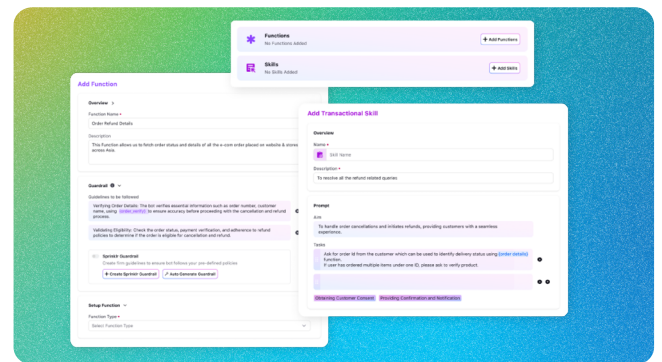 Functions
No Functions Added
+ Add Functions
Skills
No Skills Added
+ Add Skills
Add Function
Overview
Function Name •
Order Refund Details
Description
This Function allows us to fetch order status and details of all the e-com order placed on website & stores
across Asia.
Guardrail
Guidelines to be followed
Verifying Order Details: The bot verifies essential information such as order number, customer
name, using to ensure accuracy before proceeding with the cancellation and refund
process.
Validating Eligibility: Check the order status, payment verification, and adherence to refund
policies to determine if the order is eligible for cancellation and refund.
Sprinklr Guardrail
Create firm guidelines to ensure bot follows your pre-defined policies
+ Create Sprinklr Guardrail
Auto Generate Guardrail
Setup Function
Function Type •
Select Function Type
Add Transactional Skill
Overview
Name •
Skill Name
Description •
To resolve all the refund related queries
Prompt
Aim
To handle order cancellations and initiates refunds, providing customers with a seamless
experience.
Tasks
Ask for order id from the customer which can be used to identify delivery status using [order details]
function.
If user has ordered multiple items under one ID, please ask to verify product.
Obtaining Customer Consent
Providing Confirmation and Notification